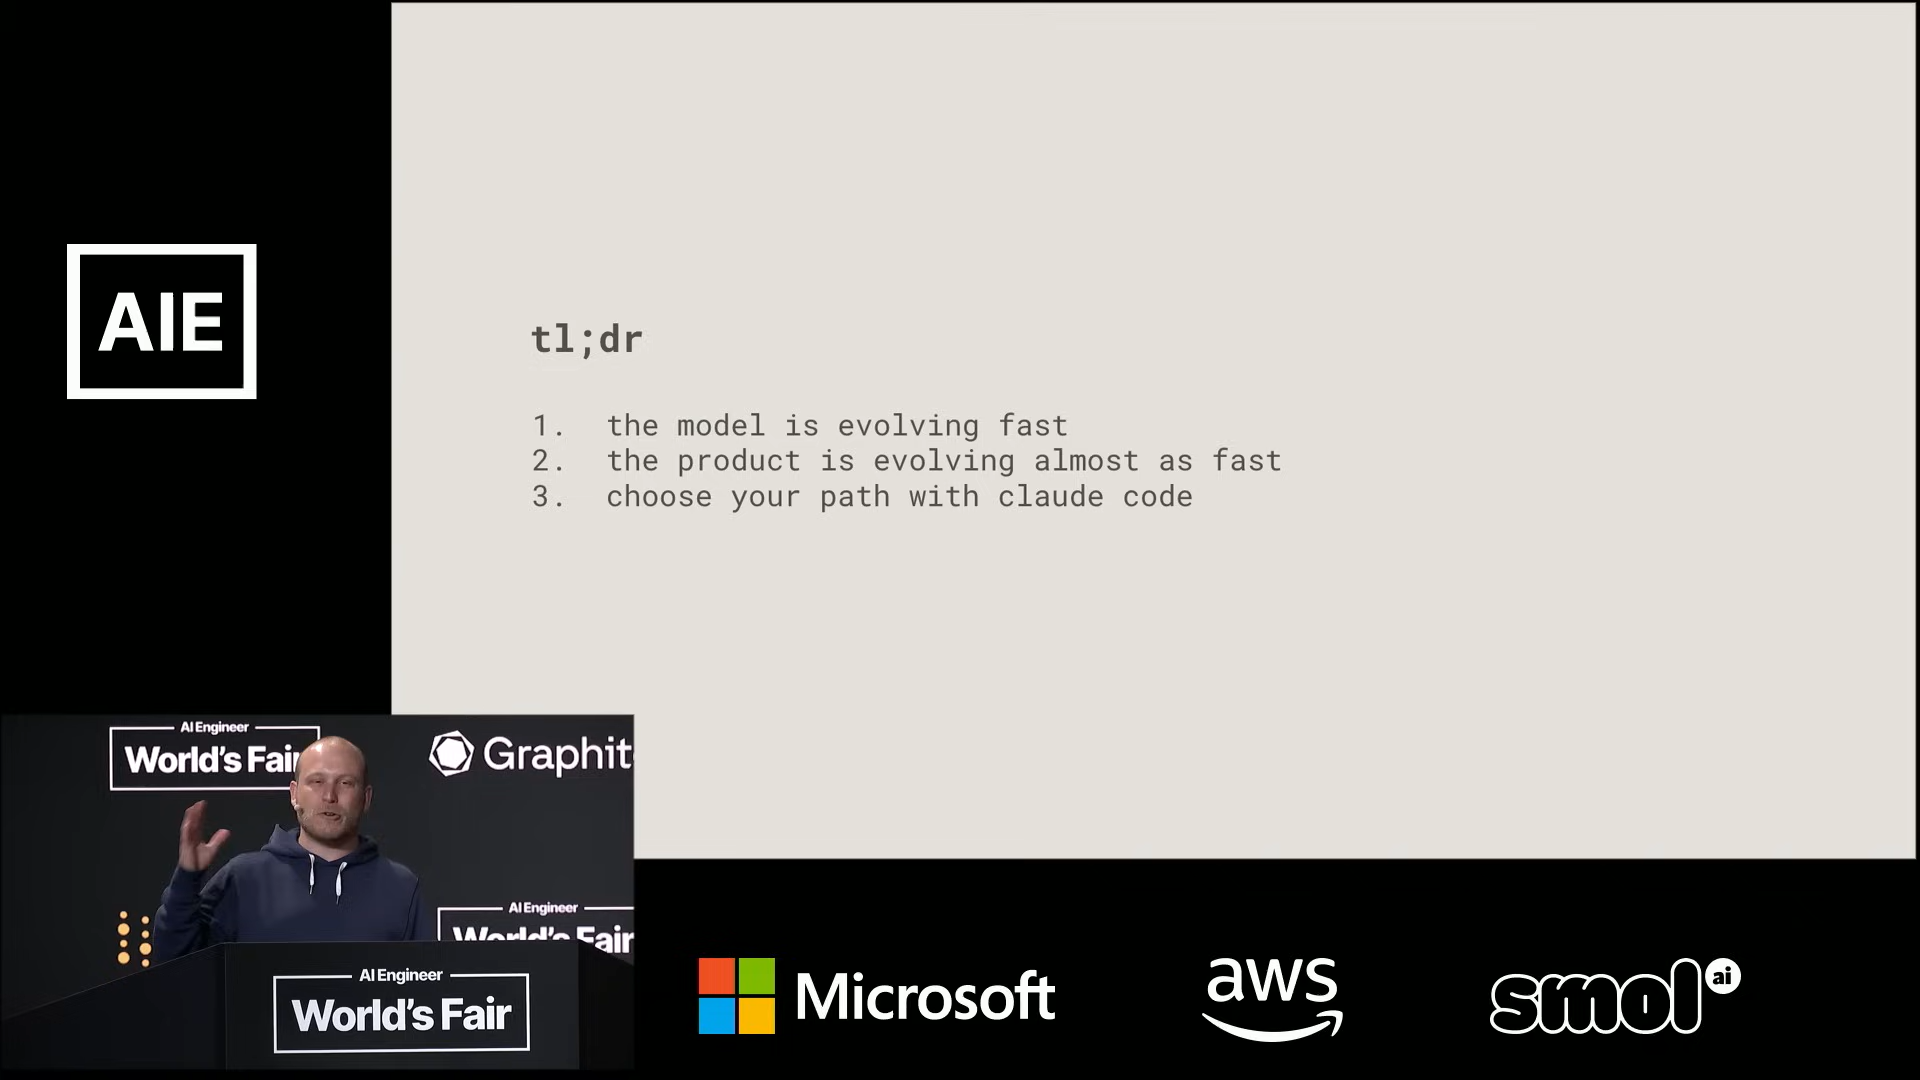 AIE
tl;dr
1. the model is evolving fast
2. the product is evolving almost as fast
3. choose your path with claude code
AI Engineer
World's Fair
Graphite
AI Engineer
World's Fair
AI Engineer
World's Fair
Microsoft
aws
smol ai